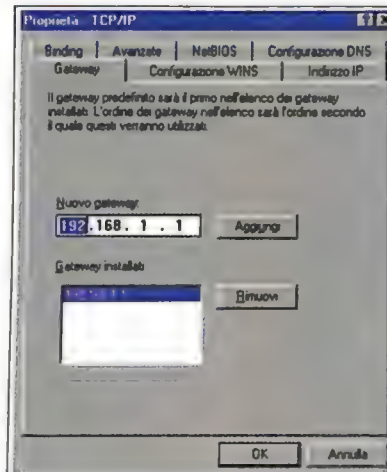 Proprietà TCP/IP
Binding Avanzate NetBIOS Configurazione DNS
Gateway Configurazione WINS Indirizzo IP
Il gateway predefinito sarà il primo nell'elenco dei gateway
installati. L'ordine dei gateway nell'elenco sarà l'ordine secondo
il quale questi verranno utilizzati.
Nuovo gateway:
192.168. 1 . 1
Aggiungi
Gateway installati:
Rimuovi
OK Annulla